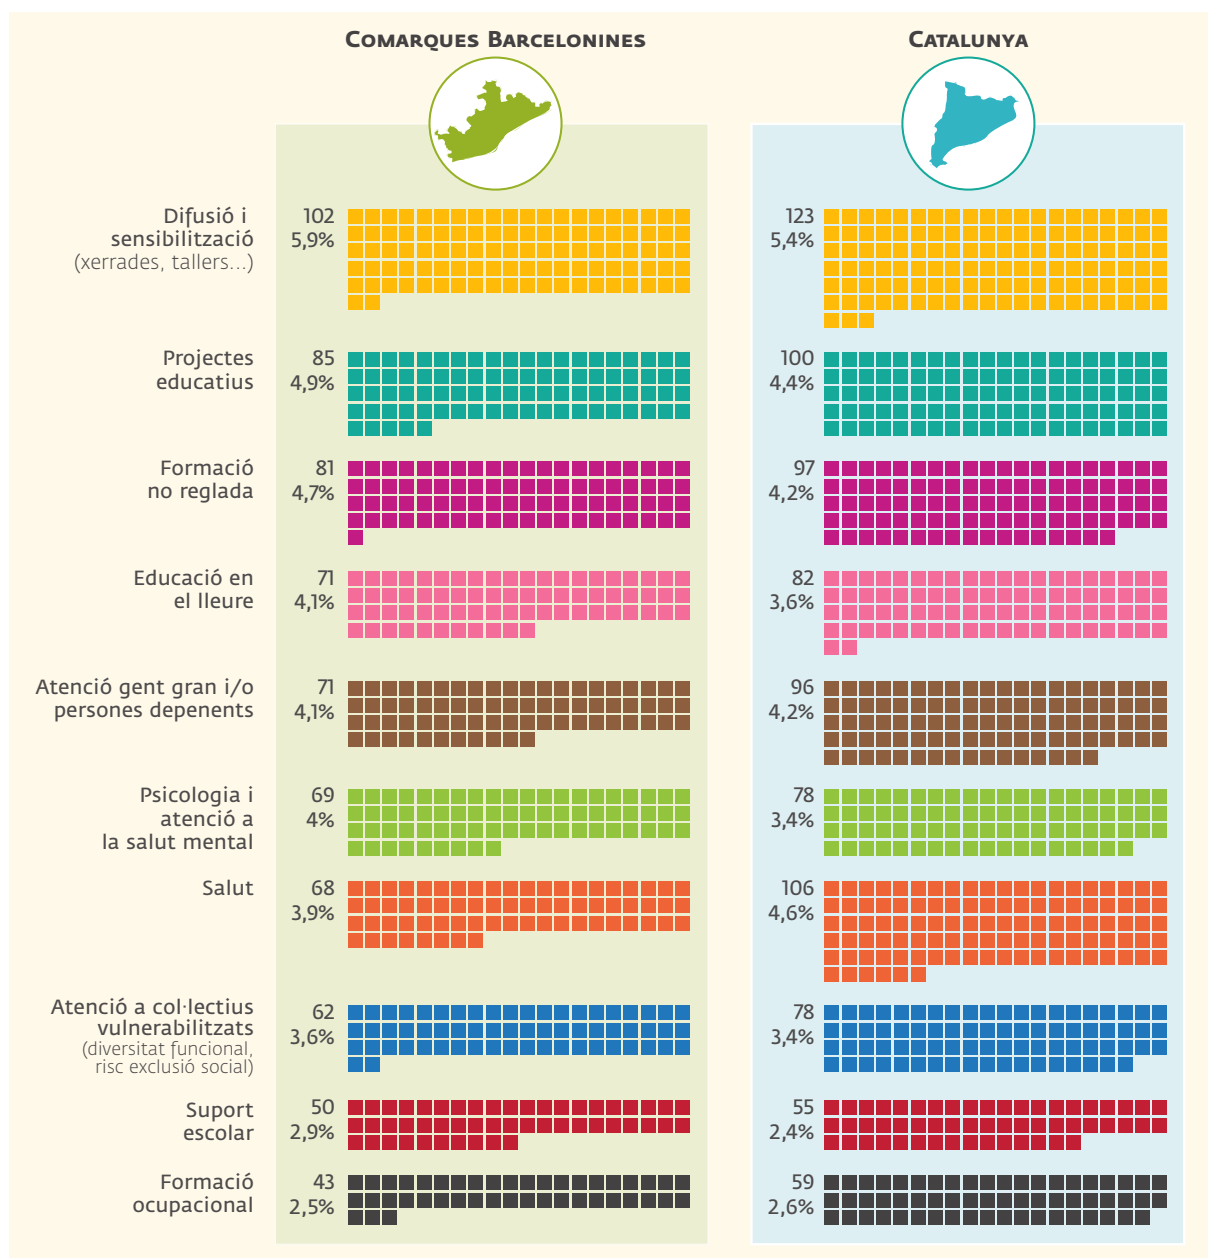 Comarques Barcelonines
Catalunya
Difusió i
sensibilització
(xerrades, tallers...)
102
5,9%
123
5,4%
Projectes
educatius
85
4,9%
100
4,4%
Formació
no reglada
81
4,7%
97
4,2%
Educació en
el lleure
71
4,1%
82
3,6%
Atenció gent gran i/o
persones depenents
71
4,1%
96
4,2%
Psicologia i
atenció a
la salut mental
69
4%
78
3,4%
Salut
68
3,9%
106
4,6%
Atenció a col·lectius
vulnerabilitzats
(diversitat funcional,
risc exclusió social)
62
3,6%
78
3,4%
Suport
escolar
50
2,9%
55
2,4%
Formació
ocupacional
43
2,5%
59
2,6%